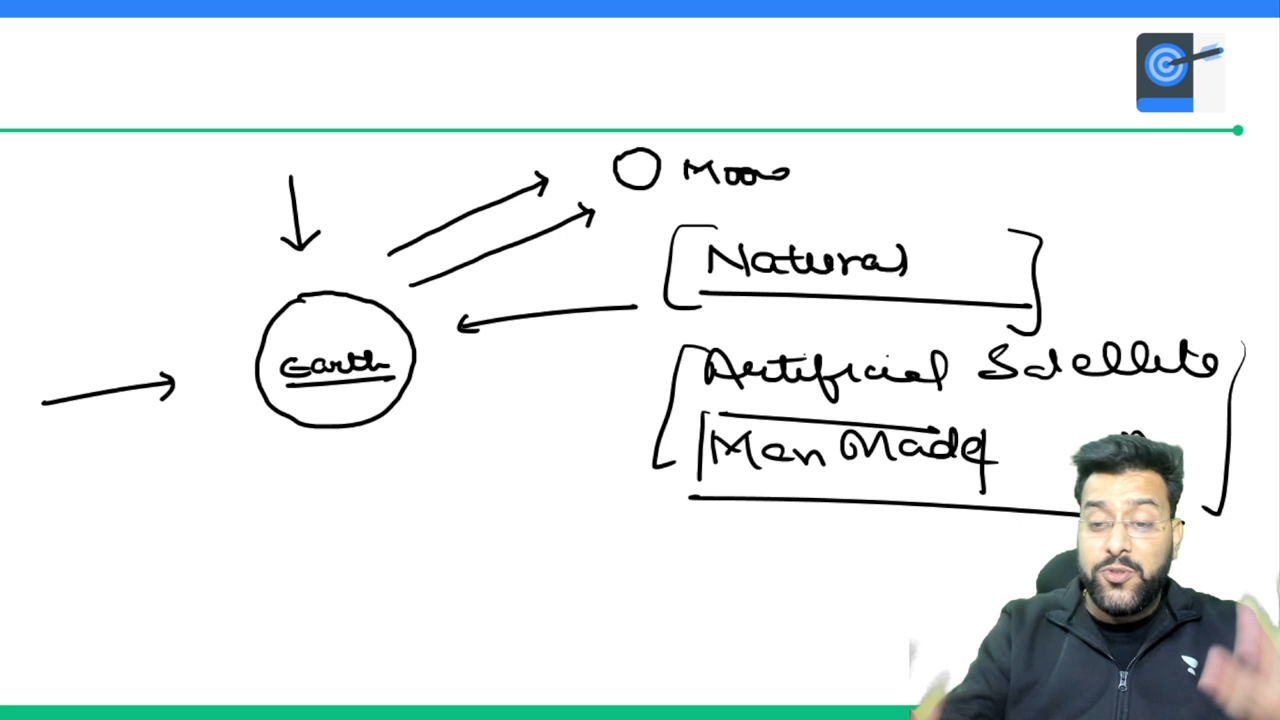 Moon
Natural
Earth
Artificial Satellite
Man Made